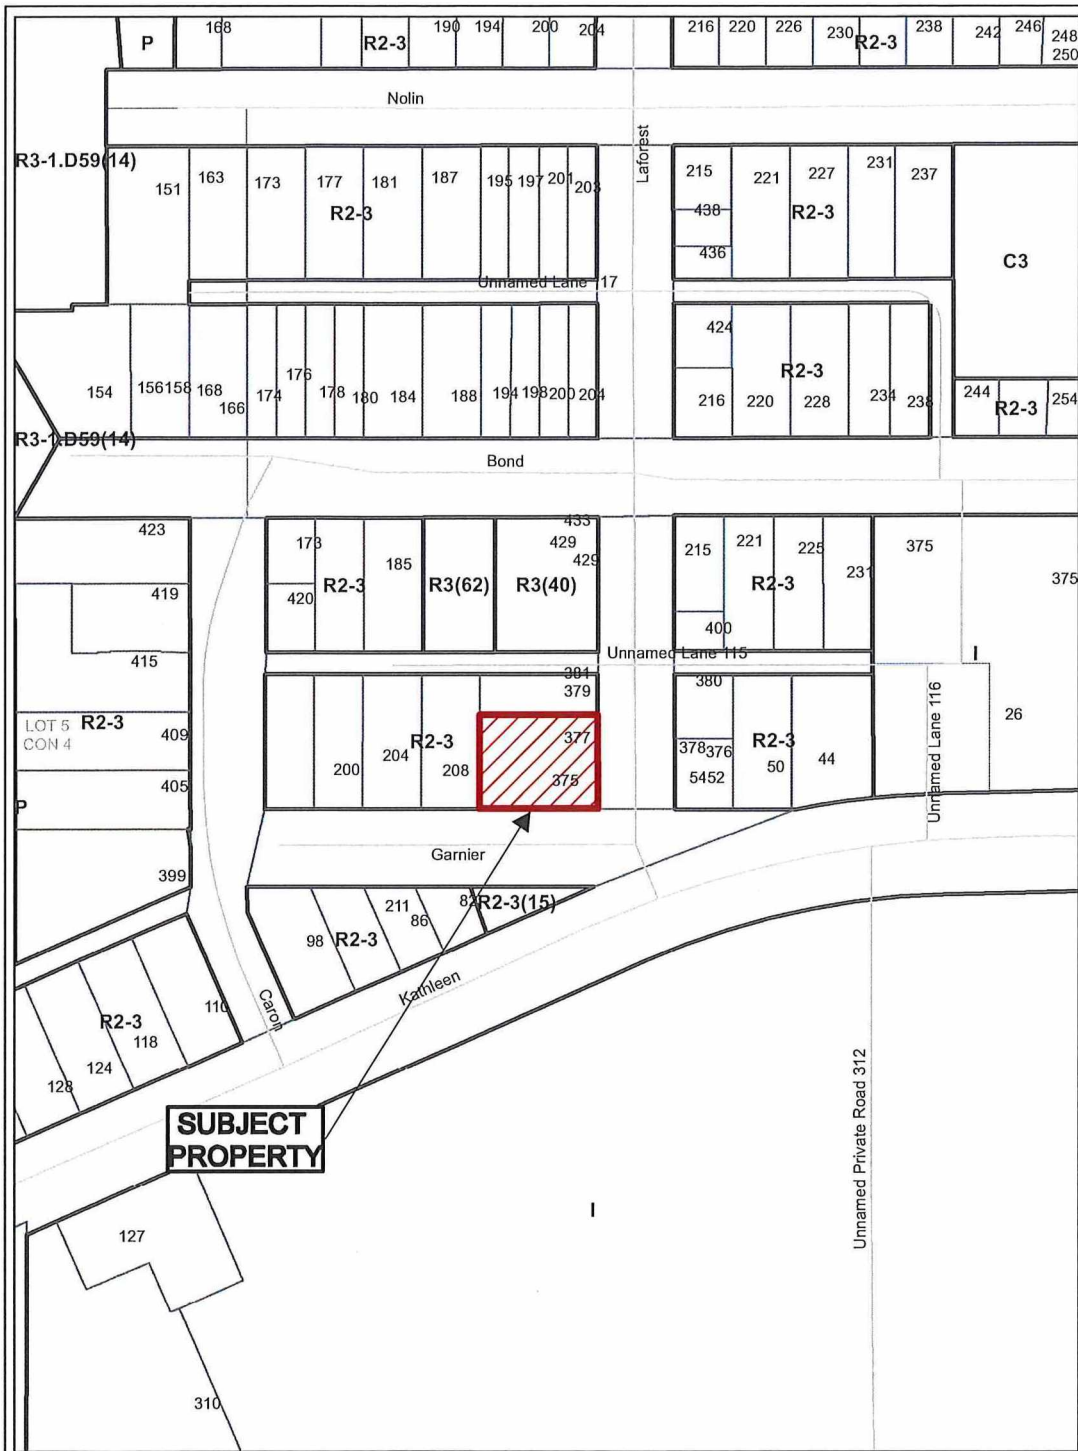 168 190 194 200 204 216 220 226 230 238 242 246 248
250
P R2-3 R2-3
Nolin
Laforest
R3-1.D59(14)
151 163 173 177 181 187 195 197 201 203
R2-3
215 221 227 231 237
438 R2-3
436
C3
Unnamed Lane 17
154 156 158 168 166 174 176 178 180 184 188 194 198 200 204
424
R2-3
216 220 228 234 238
244 254
R2-3
R3-1.D59(14)
Bond
423
419
415
LOT 5
CON 4
R2-3
409
405
P
399
173 185 433
429
429
R2-3 R3(62) R3(40)
420
215 221 225 231
R2-3
400
375
375
Unnamed Lane 115
I
381
379
377
375
R2-3
200 204 208
380
378 376
54 52 50 44
R2-3
Unnamed Lane 116
26
Garnier
98 211 86 82
R2-3 R2-3(15)
Kathleen
Caron
110
R2-3
118
124
128
SUBJECT
PROPERTY
Unnamed Private Road 312
I
127
310